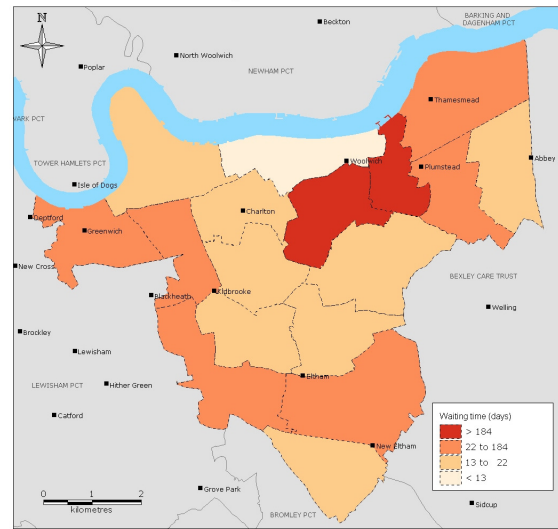 BARKING AND
DAGENHAM PCT
Beckton
N
North Woolwich
Poplar
NEWHAM PCT
Thamesmead
ARK PCT
TOWER HAMLETS PCT
Woolwich
Plumstead
Abbey
Isle of Dogs
Charlton
Deptford
Greenwich
New Cross
BEXLEY CARE TRUST
Kidbrooke
Blackheath
Welling
Brockley
Lewisham
LEWISHAM PCT
Hither Green
Eltham
Catford
Waiting time (days)
> 184
22 to 184
13 to 22
< 13
New Eltham
Grove Park
0 1 2
kilometres
BROMLEY PCT
Sidcup